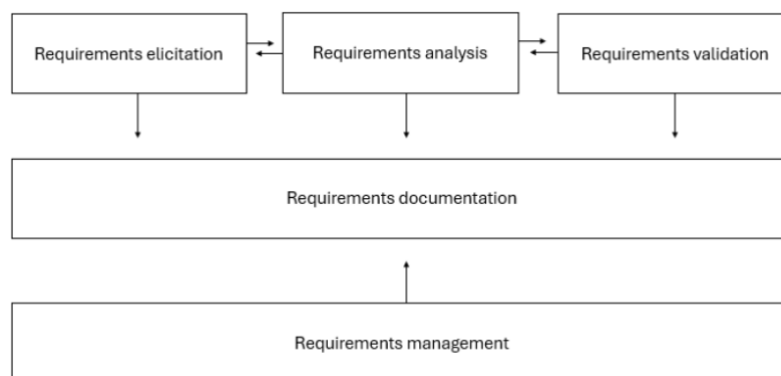 Requirements elicitation
Requirements analysis
Requirements validation
Requirements documentation
Requirements management